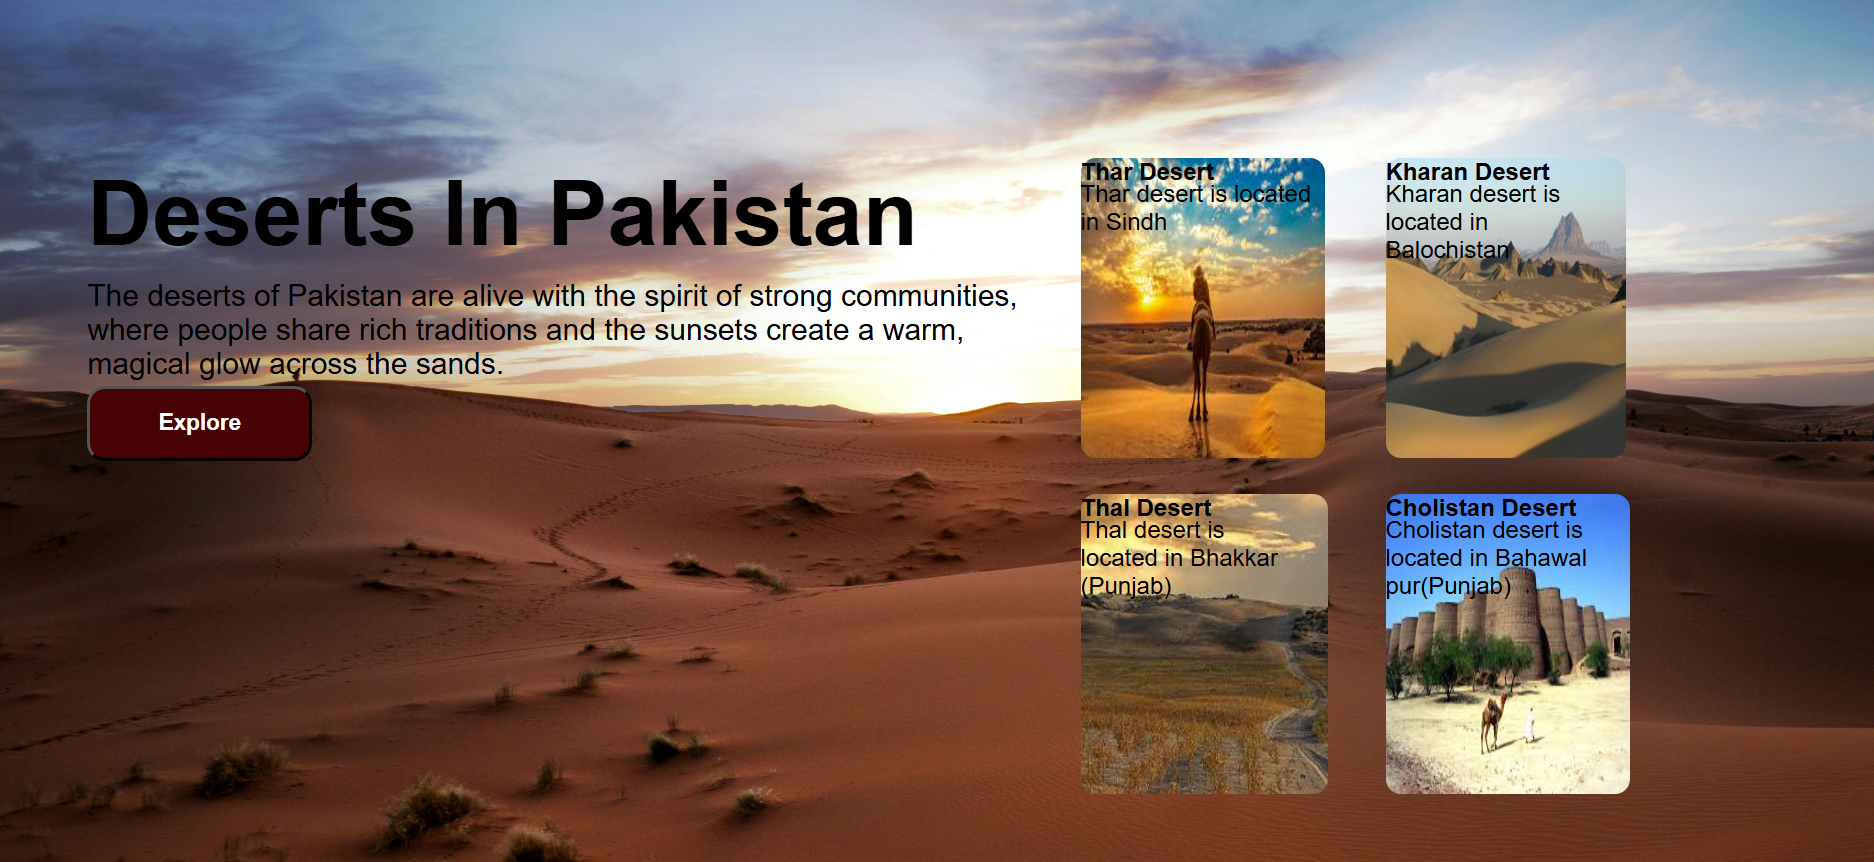 Deserts In Pakistan
The deserts of Pakistan are alive with the spirit of strong communities,
where people share rich traditions and the sunsets create a warm,
magical glow across the sands.
Explore
Thar Desert
Thar desert is located
in Sindh
Kharan Desert
Kharan desert is
located in
Balochistan
Thal Desert
Thal desert is
located in Bhakkar
(Punjab)
Cholistan Desert
Cholistan desert is
located in Bahawal
pur(Punjab)